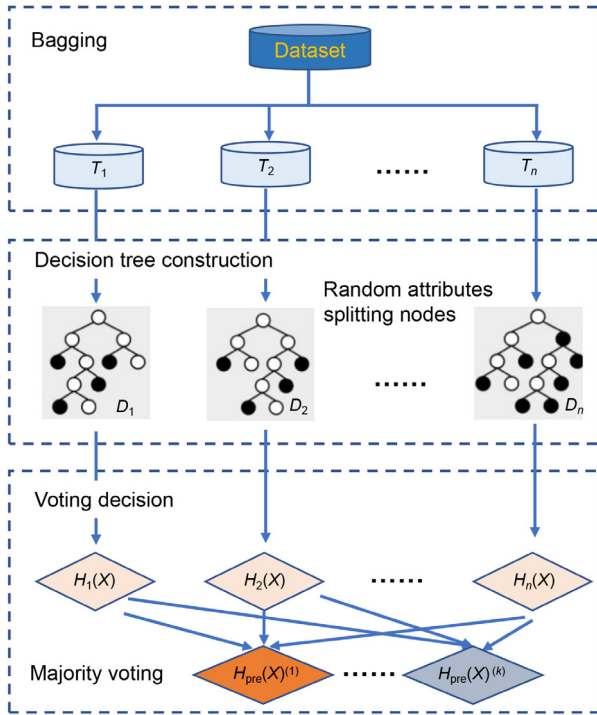 Bagging
Dataset
T1
T2
......
Tn
Decision tree construction
Random attributes
splitting nodes
D1
D2
......
Dn
Voting decision
H1(X)
H2(X)
......
Hn(X)
Majority voting
Hpre(X)(1)
......
Hpre(X)(k)